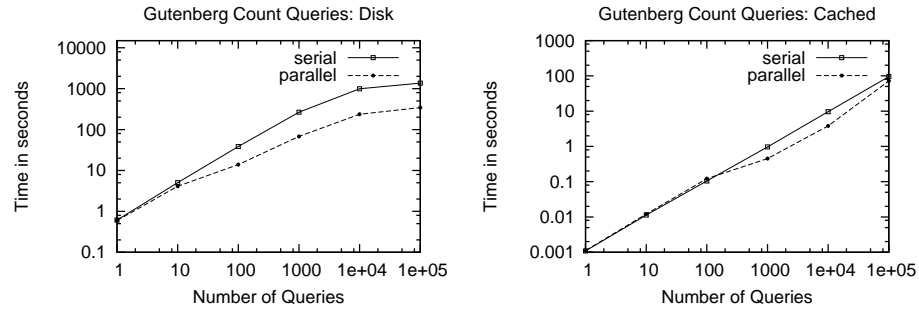 Gutenberg Count Queries: Disk
Time in seconds
10000
1000
100
10
1
0.1
serial
parallel
1 10 100 1000 1e+04 1e+05
Number of Queries
Gutenberg Count Queries: Cached
Time in seconds
1000
100
10
1
0.1
0.01
0.001
serial
parallel
1 10 100 1000 1e+04 1e+05
Number of Queries